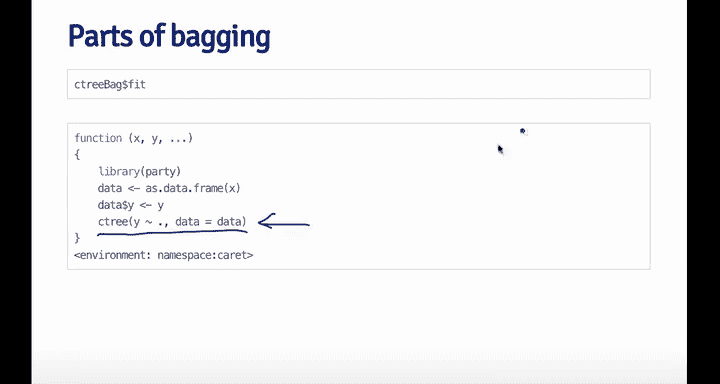 Parts of bagging
ctreeBag$fit
function (x, y, ...)
{
library(party)
data <- as.data.frame(x)
data$y <- y
ctree(y ~ ., data = data)
}
<environment: namespace:caret>